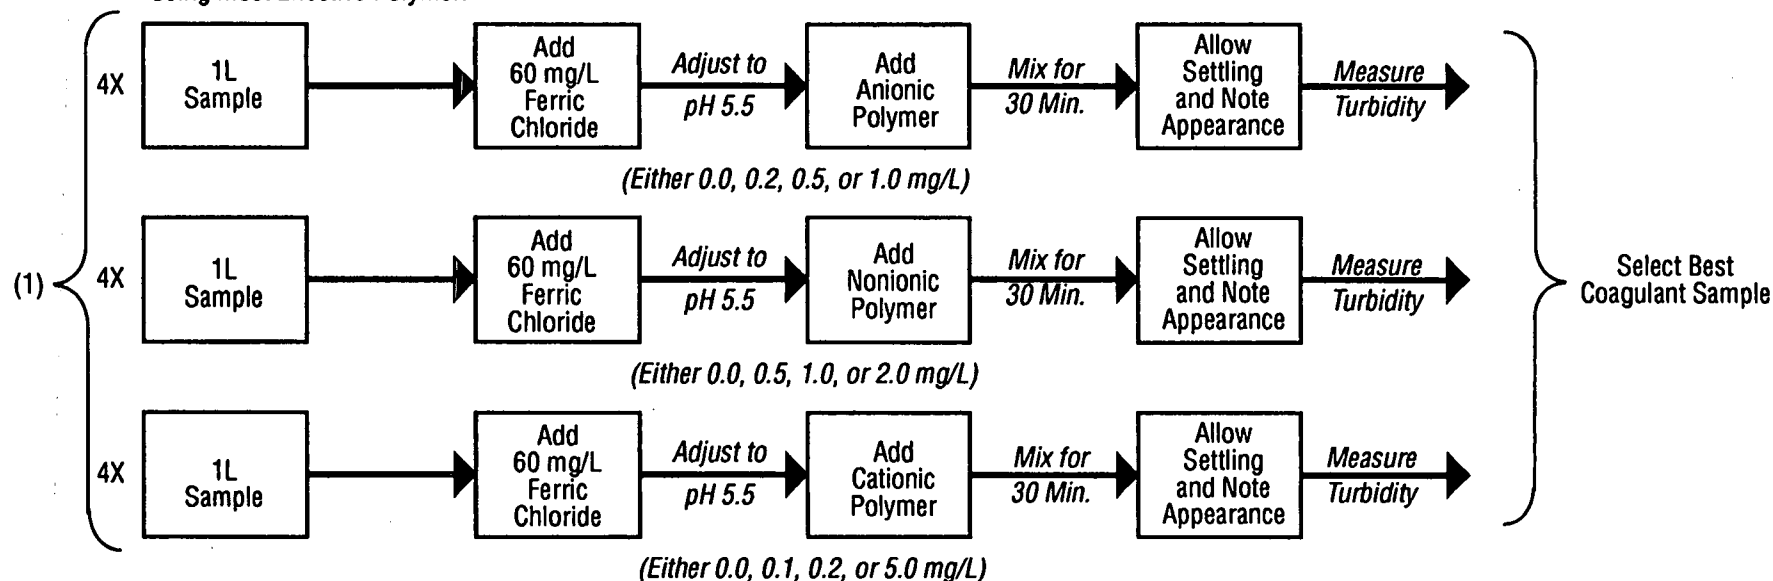 (1)
4X
1L
Sample
Add
60 mg/L
Ferric
Chloride
Adjust to
pH 5.5
Add
Anionic
Polymer
Mix for
30 Min.
Allow
Settling
and Note
Appearance
Measure
Turbidity
(Either 0.0, 0.2, 0.5, or 1.0 mg/L)
4X
1L
Sample
Add
60 mg/L
Ferric
Chloride
Adjust to
pH 5.5
Add
Nonionic
Polymer
Mix for
30 Min.
Allow
Settling
and Note
Appearance
Measure
Turbidity
(Either 0.0, 0.5, 1.0, or 2.0 mg/L)
4X
1L
Sample
Add
60 mg/L
Ferric
Chloride
Adjust to
pH 5.5
Add
Cationic
Polymer
Mix for
30 Min.
Allow
Settling
and Note
Appearance
Measure
Turbidity
(Either 0.0, 0.1, 0.2, or 5.0 mg/L)
Select Best
Coagulant Sample